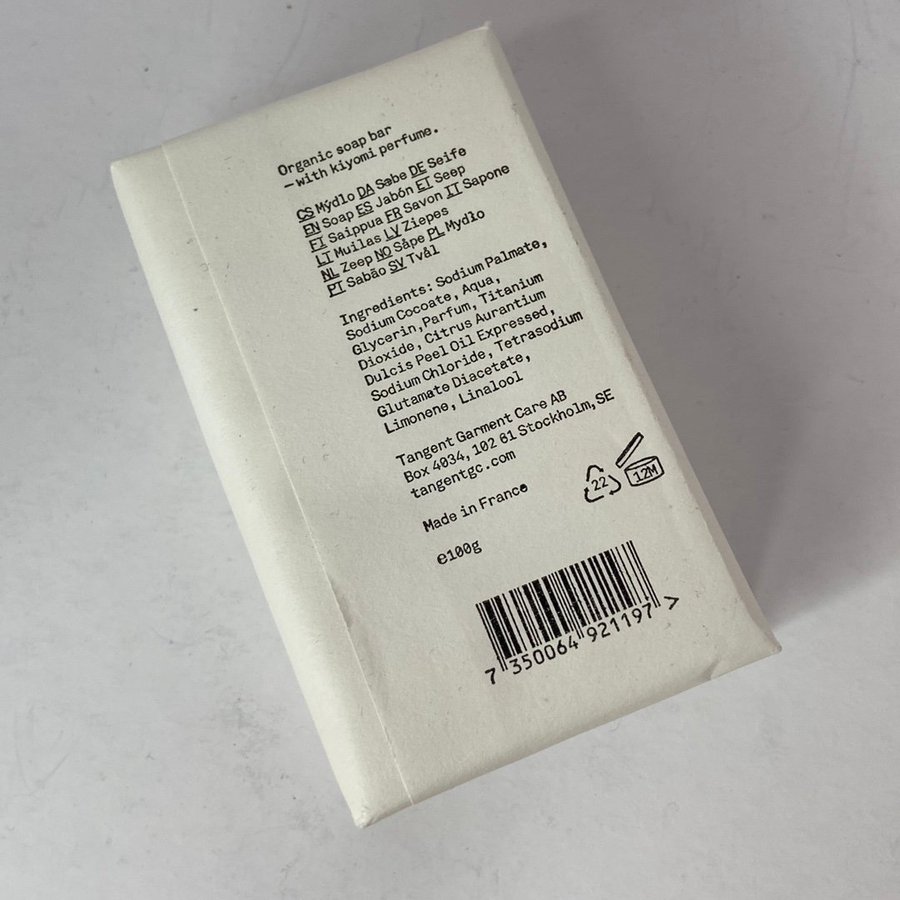 Organic soap bar
—with kiyomi perfume.
CS Mýdlo DA Sæbe DE Seife
EN Soap ES Jabón ET Seep
FI Saippua FR Savon IT Sapone
LT Muilas LV Ziepes
NL Zeep NO Såpe PL Mydło
PT Sabão SV Tvål
Ingredients: Sodium Palmate,
Sodium Cocoate, Aqua,
Glycerin,Parfum, Titanium
Dioxide, Citrus Aurantium
Dulcis Peel Oil Expressed,
Sodium Chloride, Tetrasodium
Glutamate Diacetate,
Limonene, Linalool
Tangent Garment Care AB
Box 4034, 102 61 Stockholm,SE
tangentgc.com
Made in France
22
12M
℮100g
7 350064 921197 >